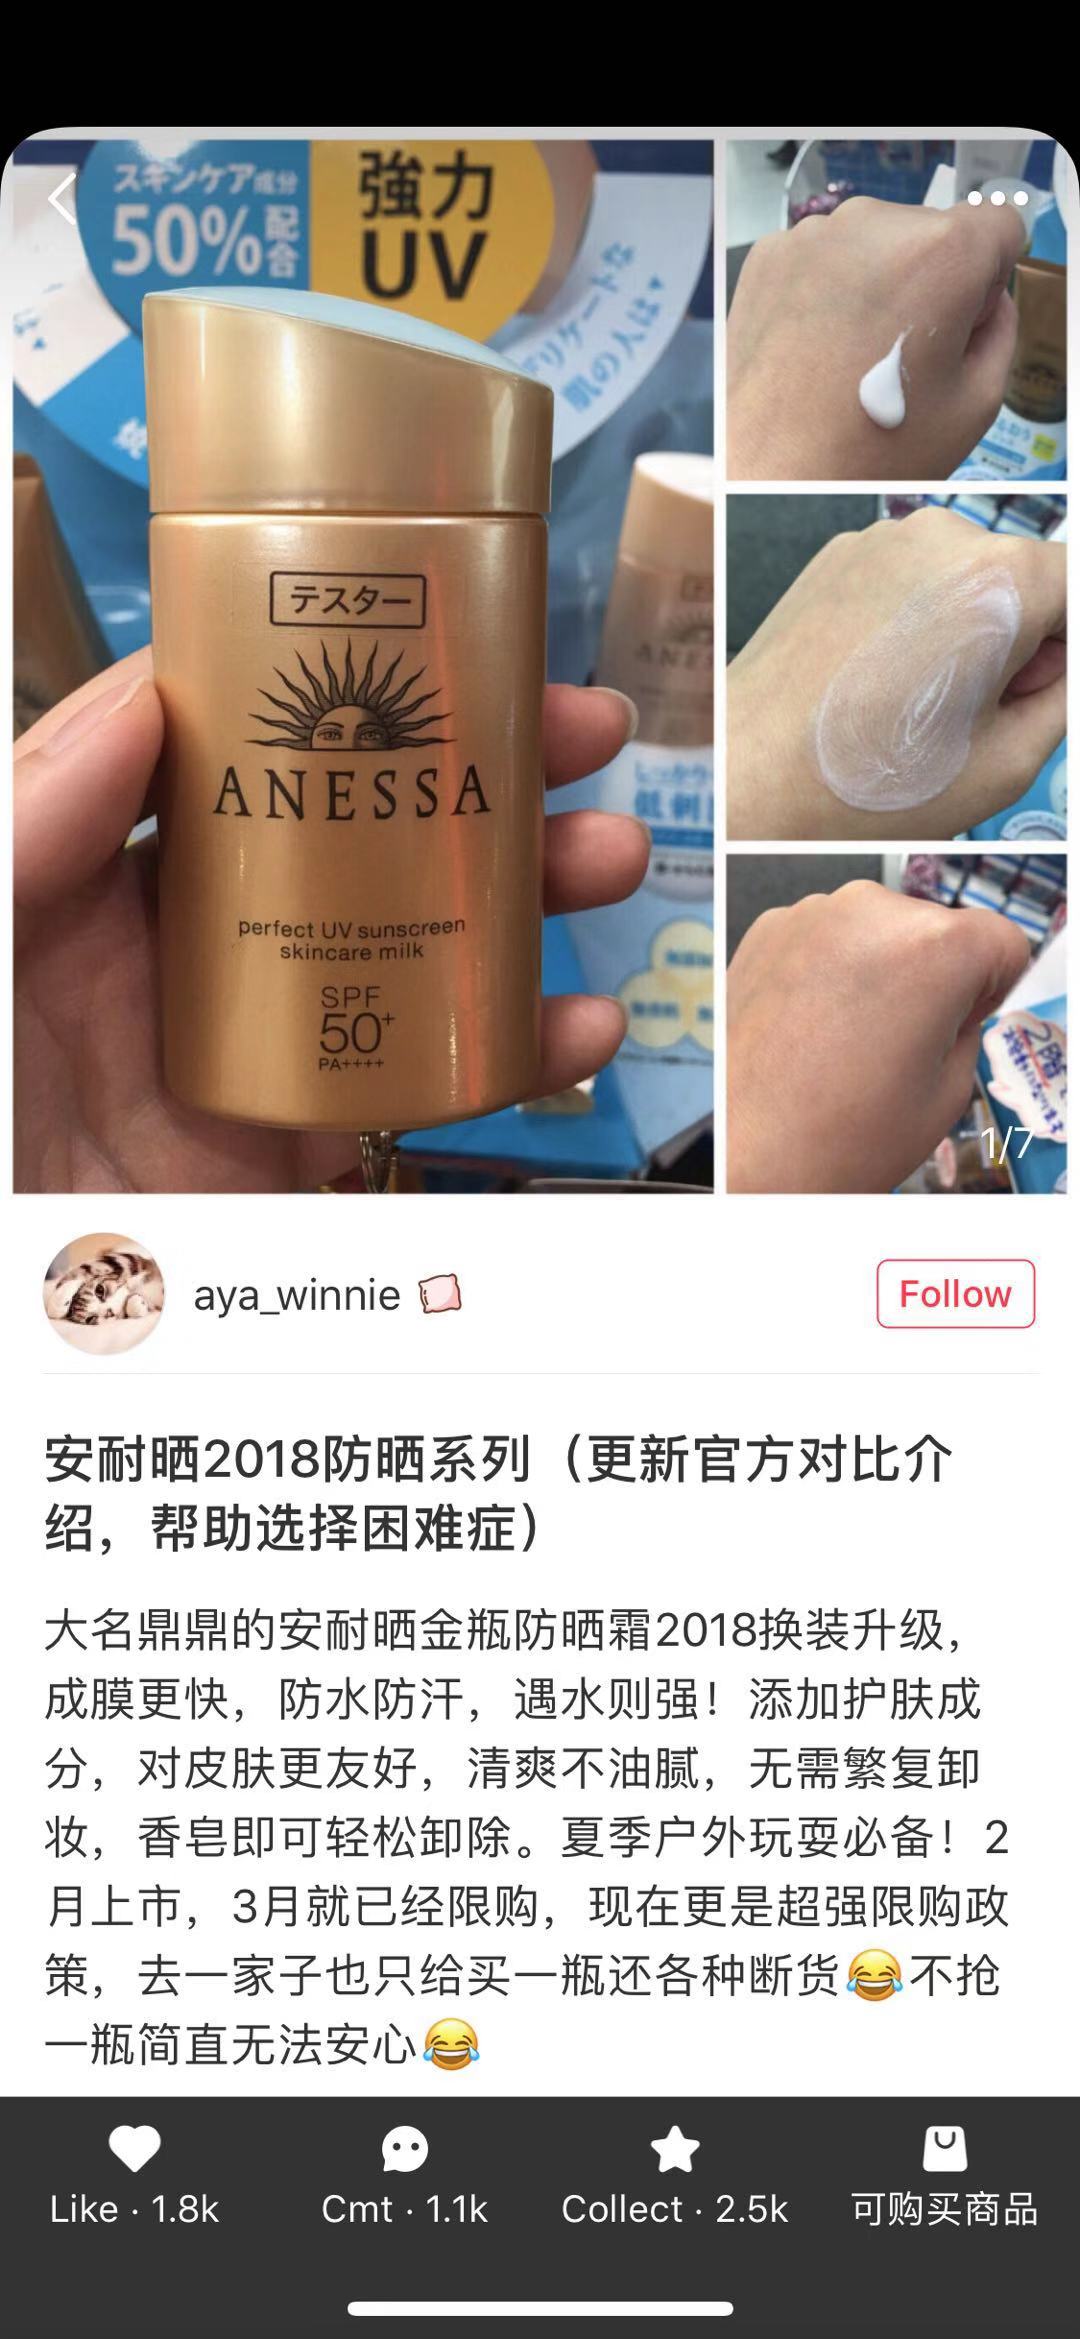 スキンケア成分
50%配合
強力
UV
デリケートな
肌の人は
テスター
ANESSA
perfect UV sunscreen
skincare milk
SPF
50+
PA++++
1/7
aya_winnie
Follow
安耐晒2018防晒系列（更新官方对比介
绍，帮助选择困难症）
大名鼎鼎的安耐晒金瓶防晒霜2018换装升级，
成膜更快，防水防汗，遇水则强！添加护肤成
分，对皮肤更友好，清爽不油腻，无需繁复卸
妆，香皂即可轻松卸除。夏季户外玩耍必备！2
月上市，3月就已经限购，现在更是超强限购政
策，去一家子也只给买一瓶还各种断货😂不抢
一瓶简直无法安心😂
Like · 1.8k
Cmt · 1.1k
Collect · 2.5k
可购买商品